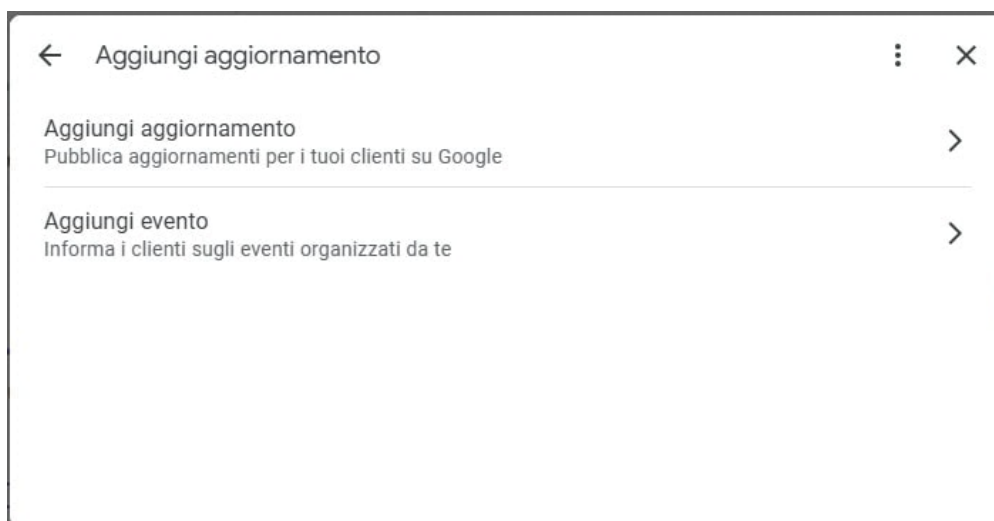 Aggiungi aggiornamento
Aggiungi aggiornamento
Pubblica aggiornamenti per i tuoi clienti su Google
Aggiungi evento
Informa i clienti sugli eventi organizzati da te